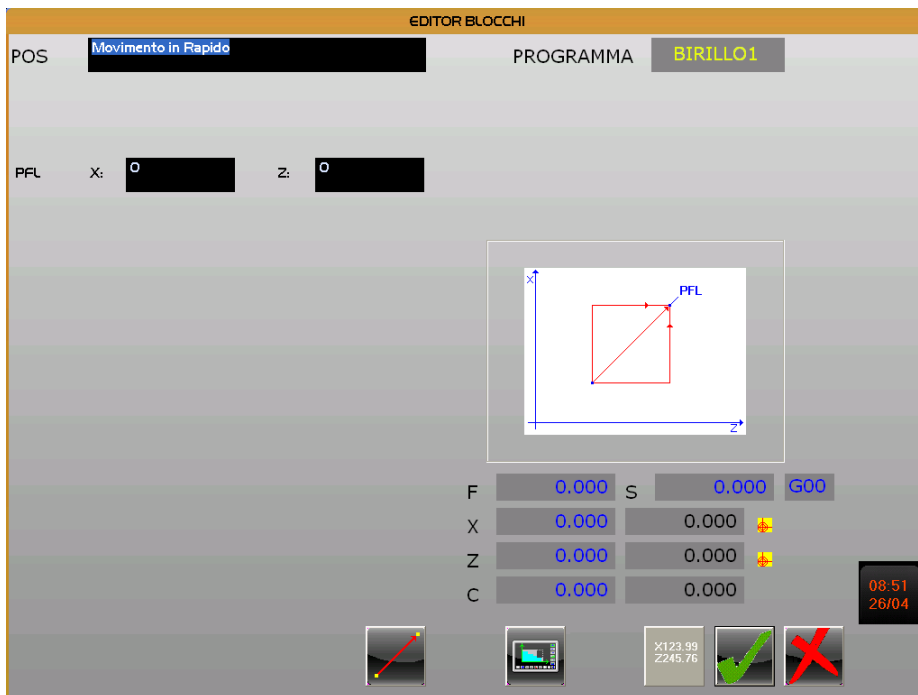 EDITOR BLOCCHI
POS Movimento in Rapido PROGRAMMA BIRILLO1
PFL X: 0 Z: 0
X
PFL
Z
F 0.000 S 0.000 G00
X 0.000 0.000
Z 0.000 0.000
C 0.000 0.000
08:51
26/04
X123.99
Z245.76